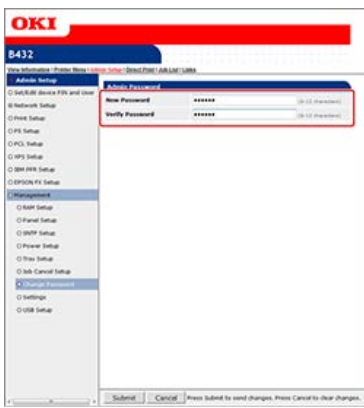 OKI
B432
View Information | Printer Menu | Admin Setup | Direct Print | Job List | Links
Admin Setup
Set/Edit device PIN and User
Network Setup
Print Setup
PS Setup
PCL Setup
XPS Setup
IBM PPR Setup
EPSON FX Setup
Management
RAM Setup
Panel Setup
SNTP Setup
Power Setup
Tray Setup
Job Cancel Setup
Change Password
Settings
USB Setup
Admin Password
New Password ●●●●●● (6-12 characters)
Verify Password ●●●●●● (6-12 characters)
Submit Cancel Press Submit to send changes. Press Cancel to clear changes.